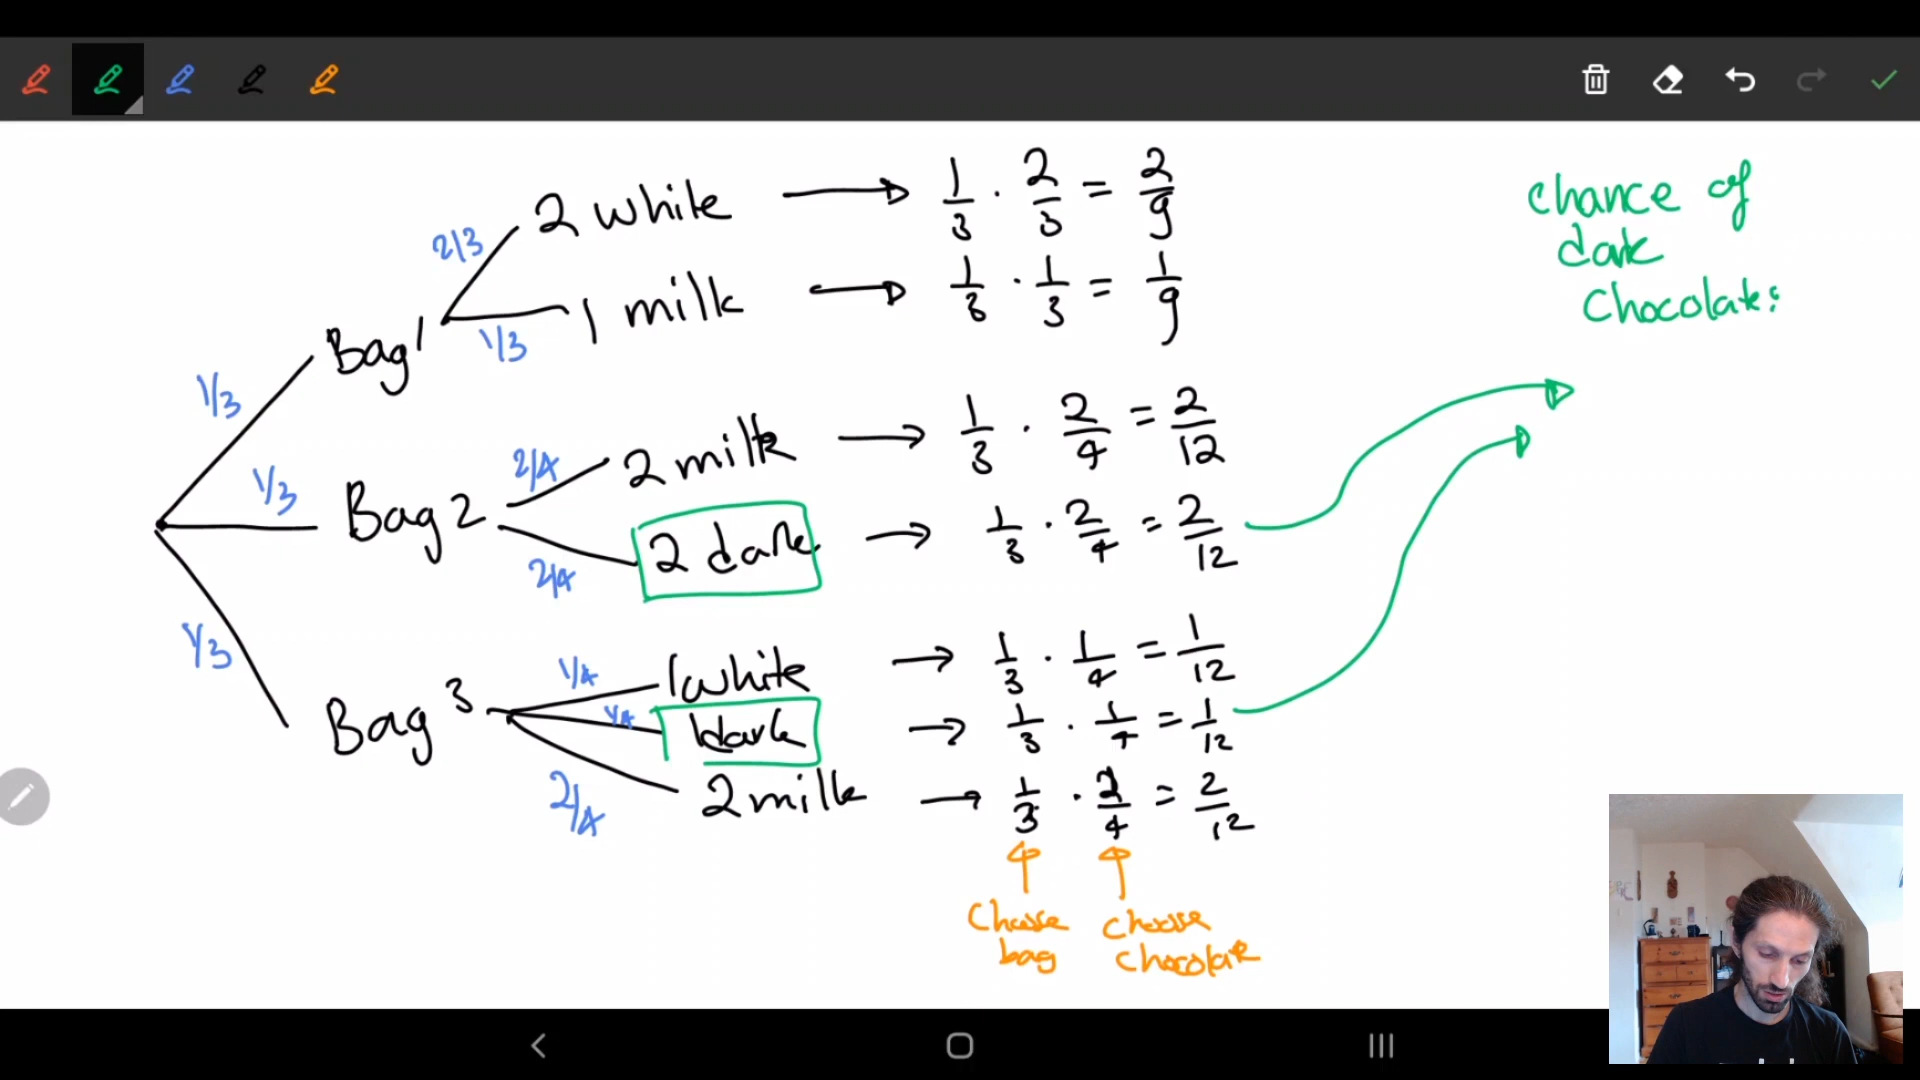 2/3 2 white → 1/3 · 2/3 = 2/9
1/3 1 milk → 1/3 · 1/3 = 1/9
1/3 Bag 1
1/3 Bag 2
2/4 2 milk → 1/3 · 2/4 = 2/12
2/4 2 dark → 1/3 · 2/4 = 2/12
1/3 Bag 3
1/4 1 white → 1/3 · 1/4 = 1/12
1/4 1 dark → 1/3 · 1/4 = 1/12
2/4 2 milk → 1/3 · 2/4 = 2/12
Choose
bag
choose
chocolate
chance of
dark
chocolate: